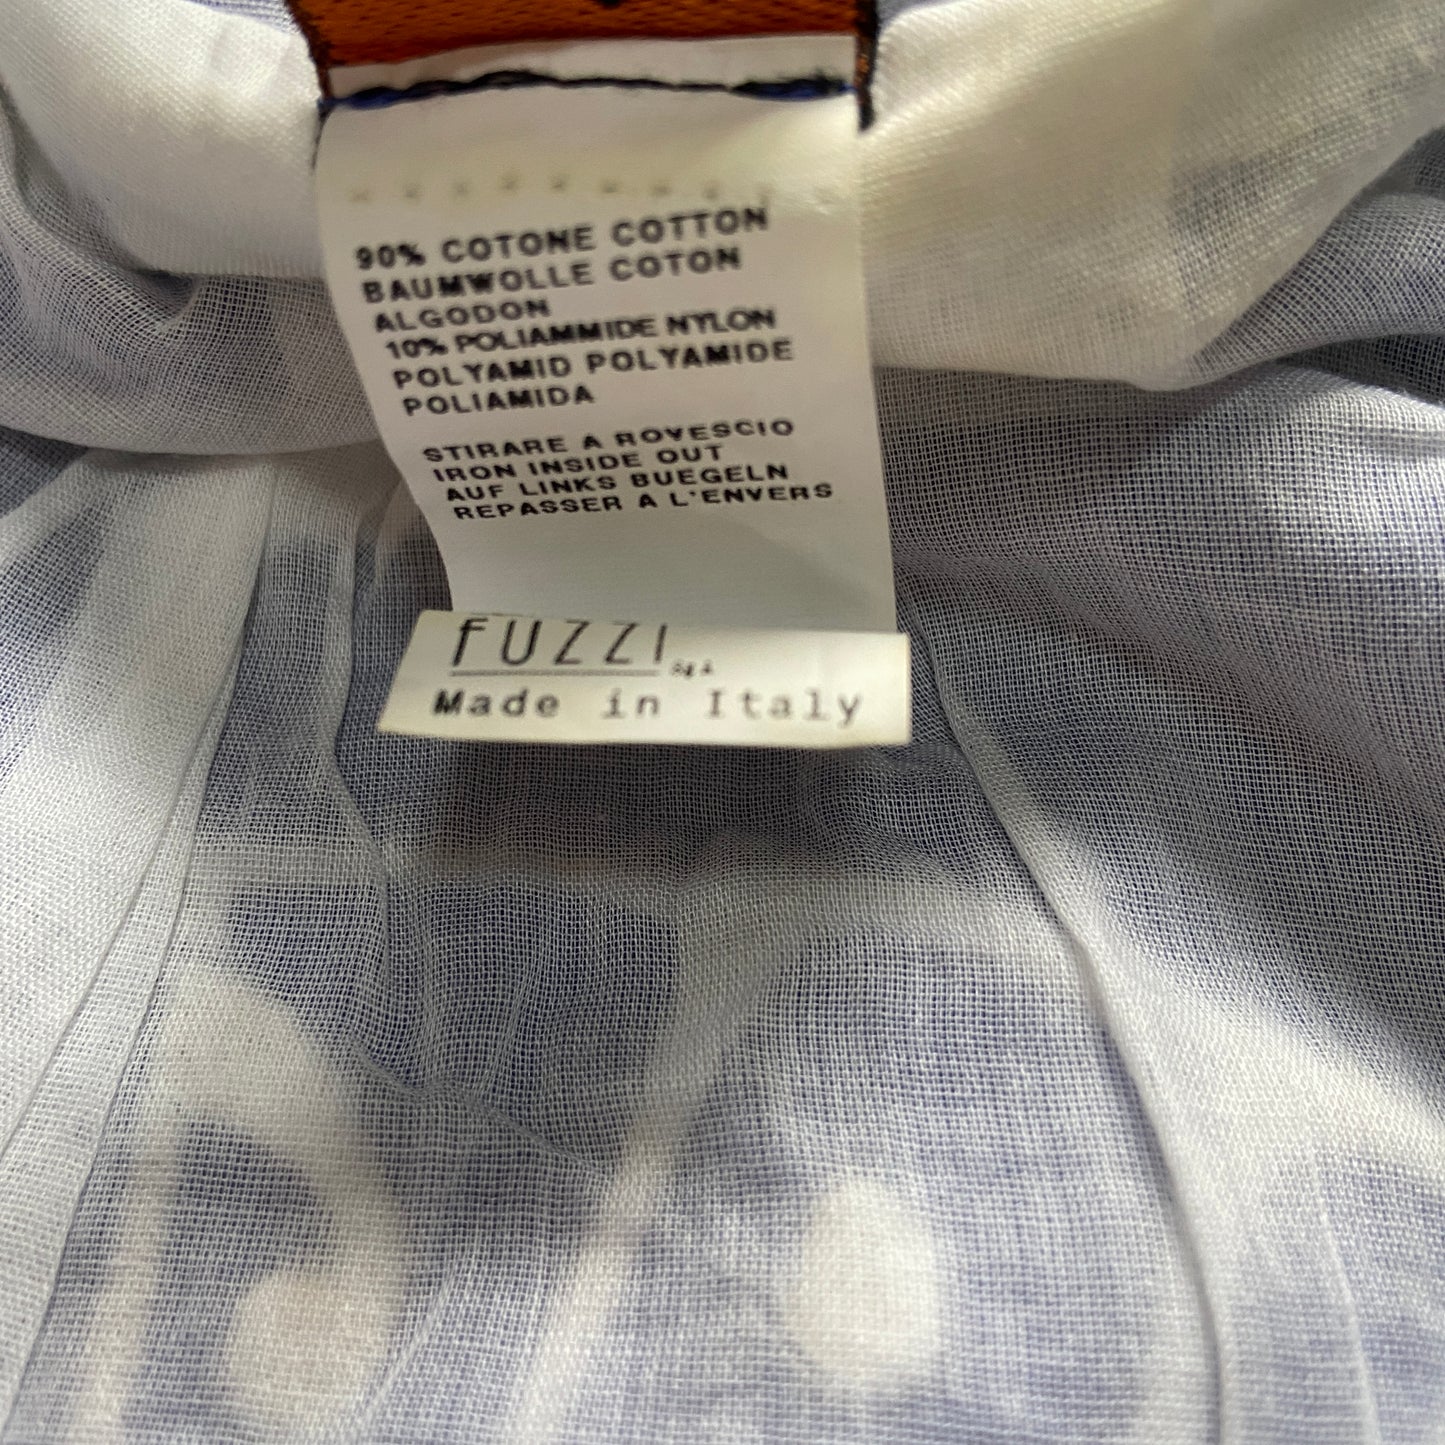 90% COTONE COTTON
BAUMWOLLE COTON
ALGODON
10% POLIAMMIDE NYLON
POLYAMID POLYAMIDE
POLIAMIDA
STIRARE A ROVESCIO
IRON INSIDE OUT
AUF LINKS BUEGELN
REPASSER A L'ENVERS
FUZZI
Made in Italy